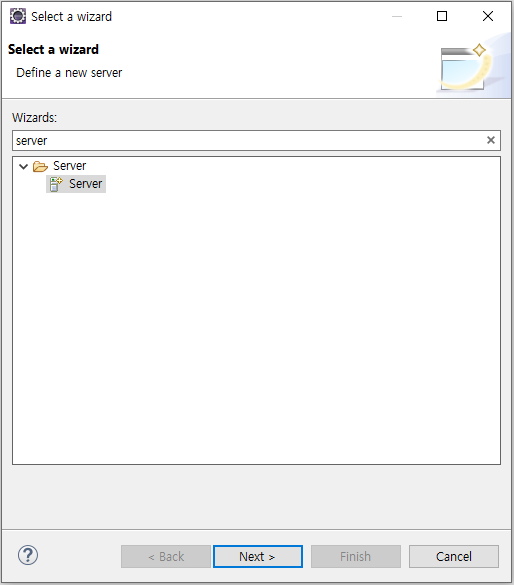 Select a wizard
Select a wizard
Define a new server
Wizards:
server
Server
Server
< Back
Next >
Finish
Cancel